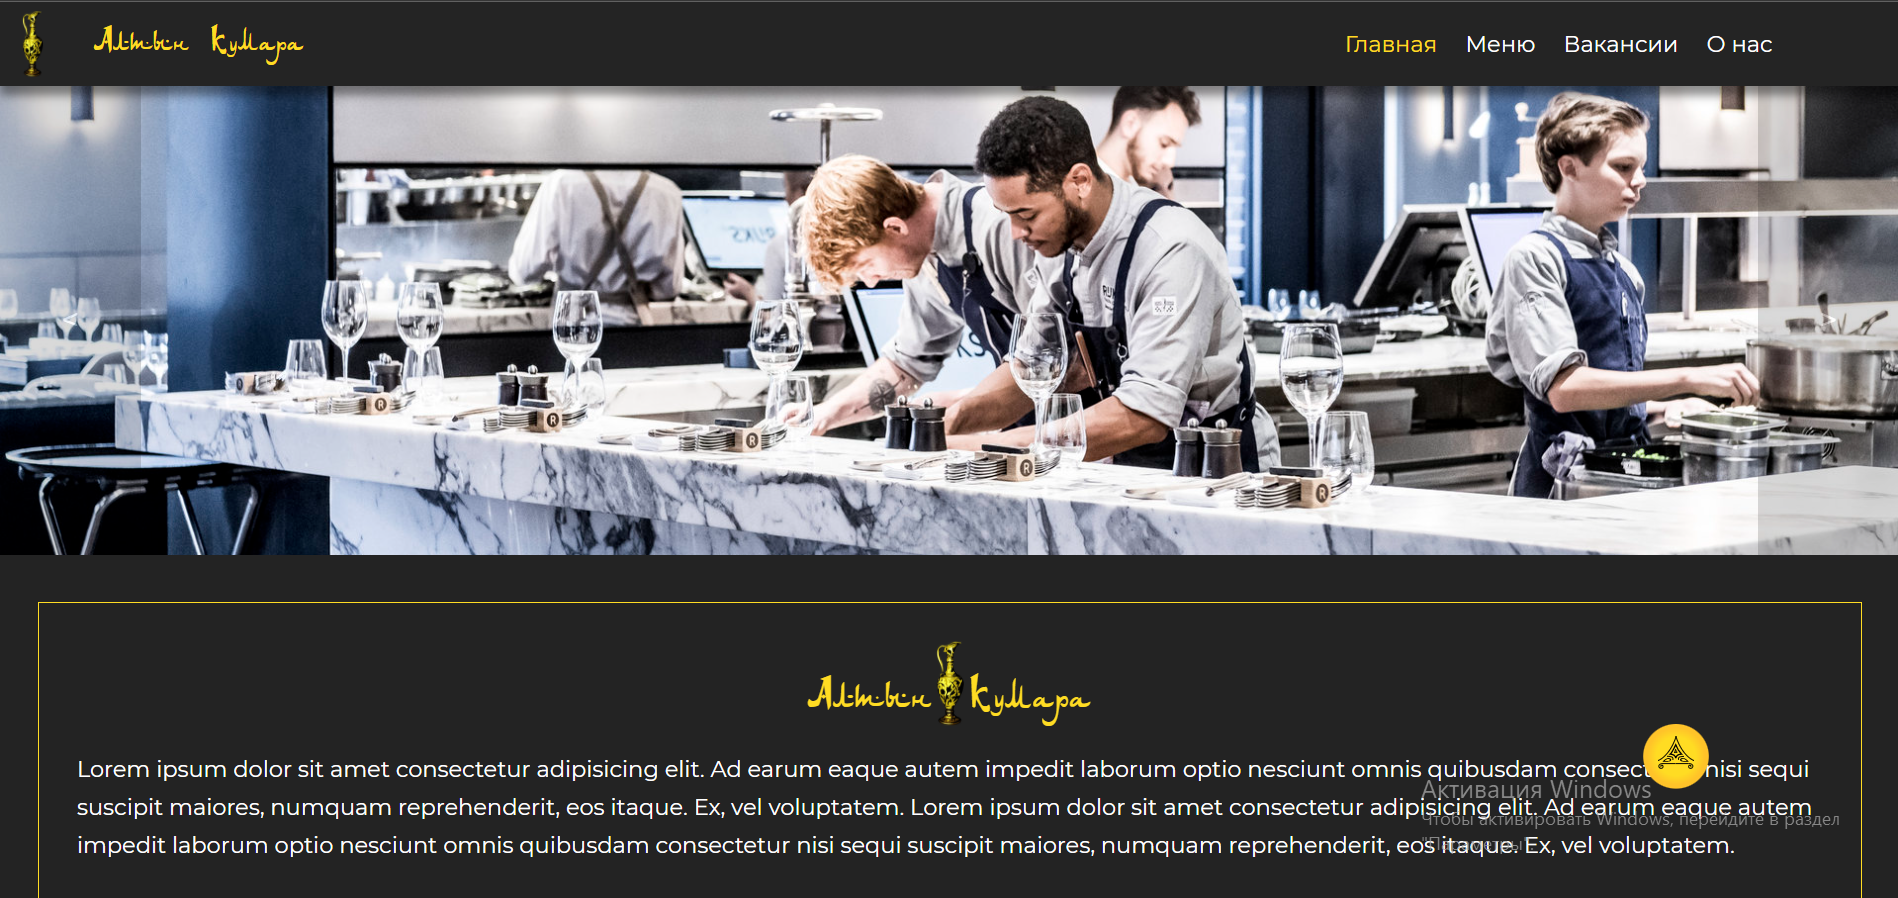 Алтын Кумара
Главная Меню Вакансии О нас
Алтын Кумара
Lorem ipsum dolor sit amet consectetur adipisicing elit. Ad earum eaque autem impedit laborum optio nesciunt omnis quibusdam nisi sequi
suscipit maiores, numquam reprehenderit, eos itaque. Ex, vel voluptatem. Lorem ipsum dolor sit amet consectetur adipisicing elit. Ad earum eaque autem
impedit laborum optio nesciunt omnis quibusdam consectetur nisi sequi suscipit maiores, numquam reprehenderit, eos itaque. Ex, vel voluptatem.
Активация Windows
Чтобы активировать Windows, перейдите в раздел
"Параметры".